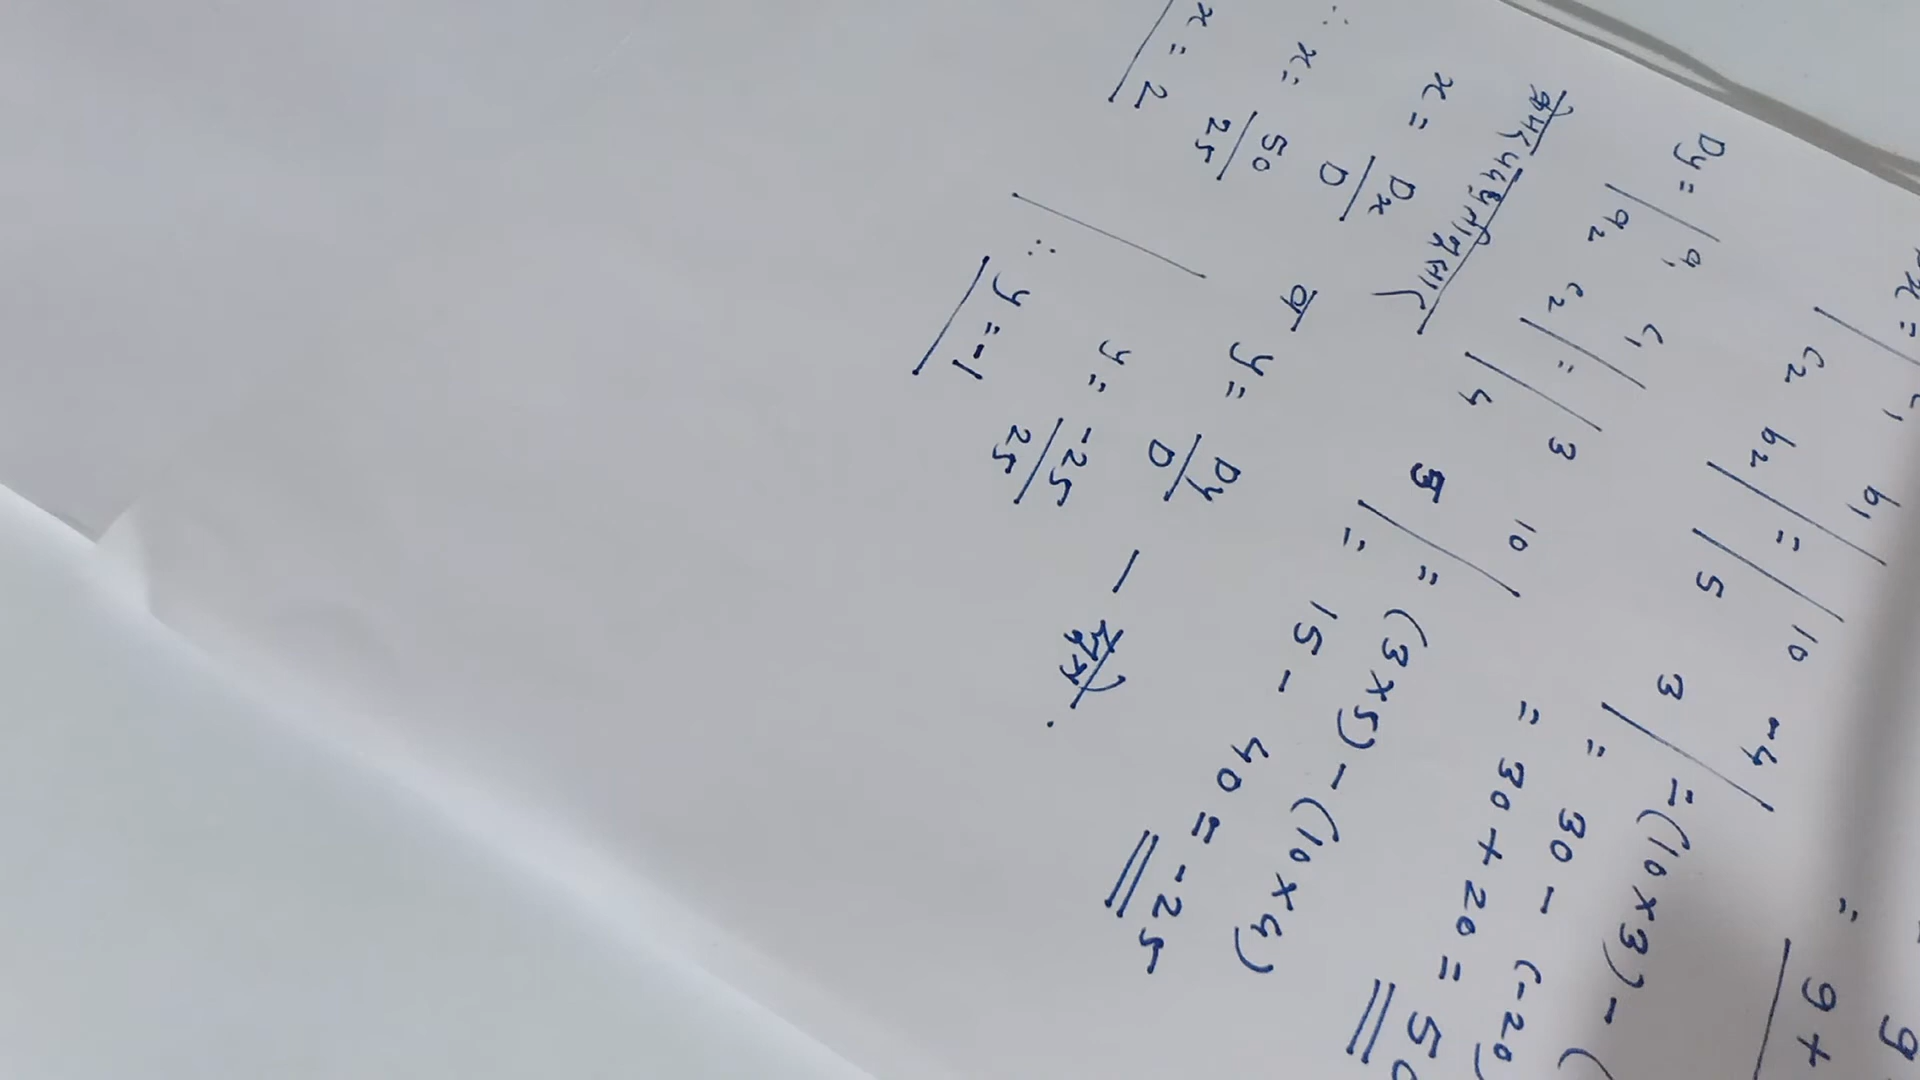 = 9+
Dx = | c₁ b₁ | = | 10 -4 | = (10×3) - (
| c₂ b₂ | | 5 3 |
= 30 - (-20)
= 30 + 20 = 50
Dy = | a₁ c₁ | = | 3 10 | = (3×5) - (10×4)
| a₂ c₂ | | 4 5 |
= 15 - 40 = -25
x = Dx/D व y = Dy/D
∴ x = 50/25 y = -25/25
x = 2 ∴ y = -1